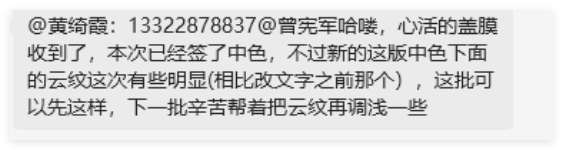 @黄绮霞：13322878837@曾宪军哈喽，心活的盖膜
收到了，本次已经签了中色，不过新的这版中色下面
的云纹这次有些明显(相比改文字之前那个），这批可
以先这样，下一批辛苦帮着把云纹再调浅一些